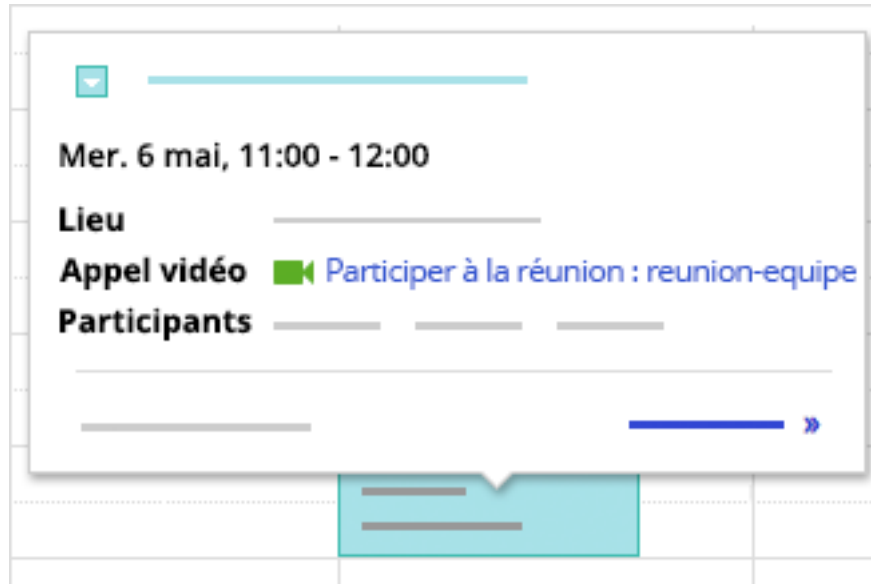 Mer. 6 mai, 11:00 - 12:00
Lieu
Appel vidéo Participer à la réunion : reunion-equipe
Participants
»